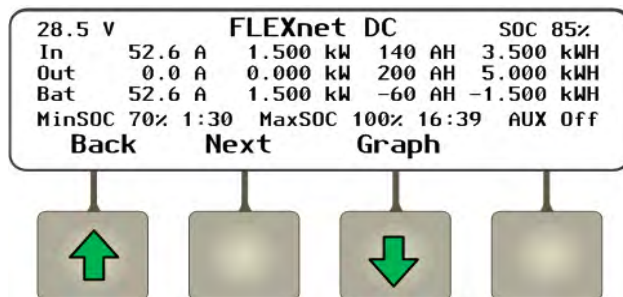 28.5 V FLEXnet DC SOC 85%
In 52.6 A 1.500 kW 140 AH 3.500 kWH
Out 0.0 A 0.000 kW 200 AH 5.000 kWH
Bat 52.6 A 1.500 kW -60 AH -1.500 kWH
MinSOC 70% 1:30 MaxSOC 100% 16:39 AUX Off
Back Next Graph